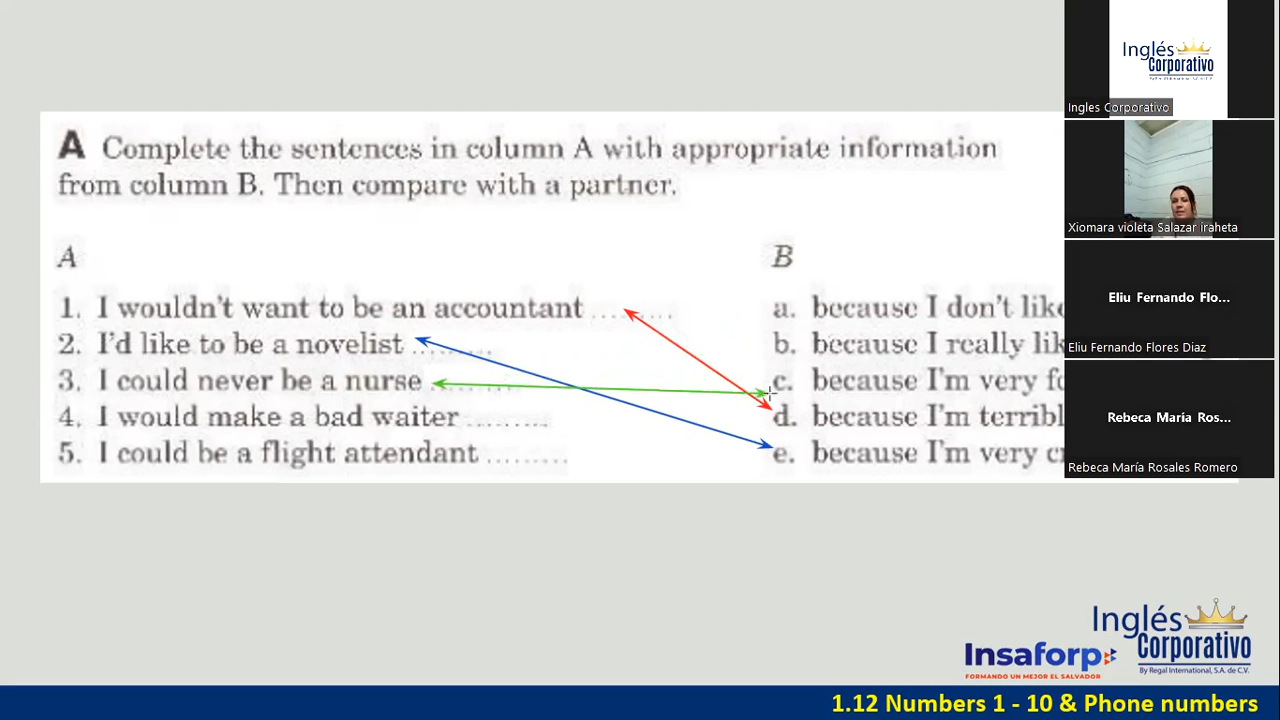 Inglés
Corporativo
Ingles Corporativo
A Complete the sentences in column A with appropriate information
from column B. Then compare with a partner.
Xiomara violeta Salazar iraheta
A
B
1. I wouldn't want to be an accountant .........
a. because I don't like
2. I'd like to be a novelist .........
b. because I really
3. I could never be a nurse .........
c. because I'm very
4. I would make a bad waiter .........
d. because I'm
5. I could be a flight attendant .........
e. because I'm very
Eliu Fernando Flo...
Eliu Fernando Flores Diaz
Rebeca María Ros...
Rebeca María Rosales Romero
Inglés
Corporativo
By Regal International, S.A. de C.V.
Insaforp
FORMANDO UN MEJOR EL SALVADOR
1.12 Numbers 1 - 10 & Phone numbers